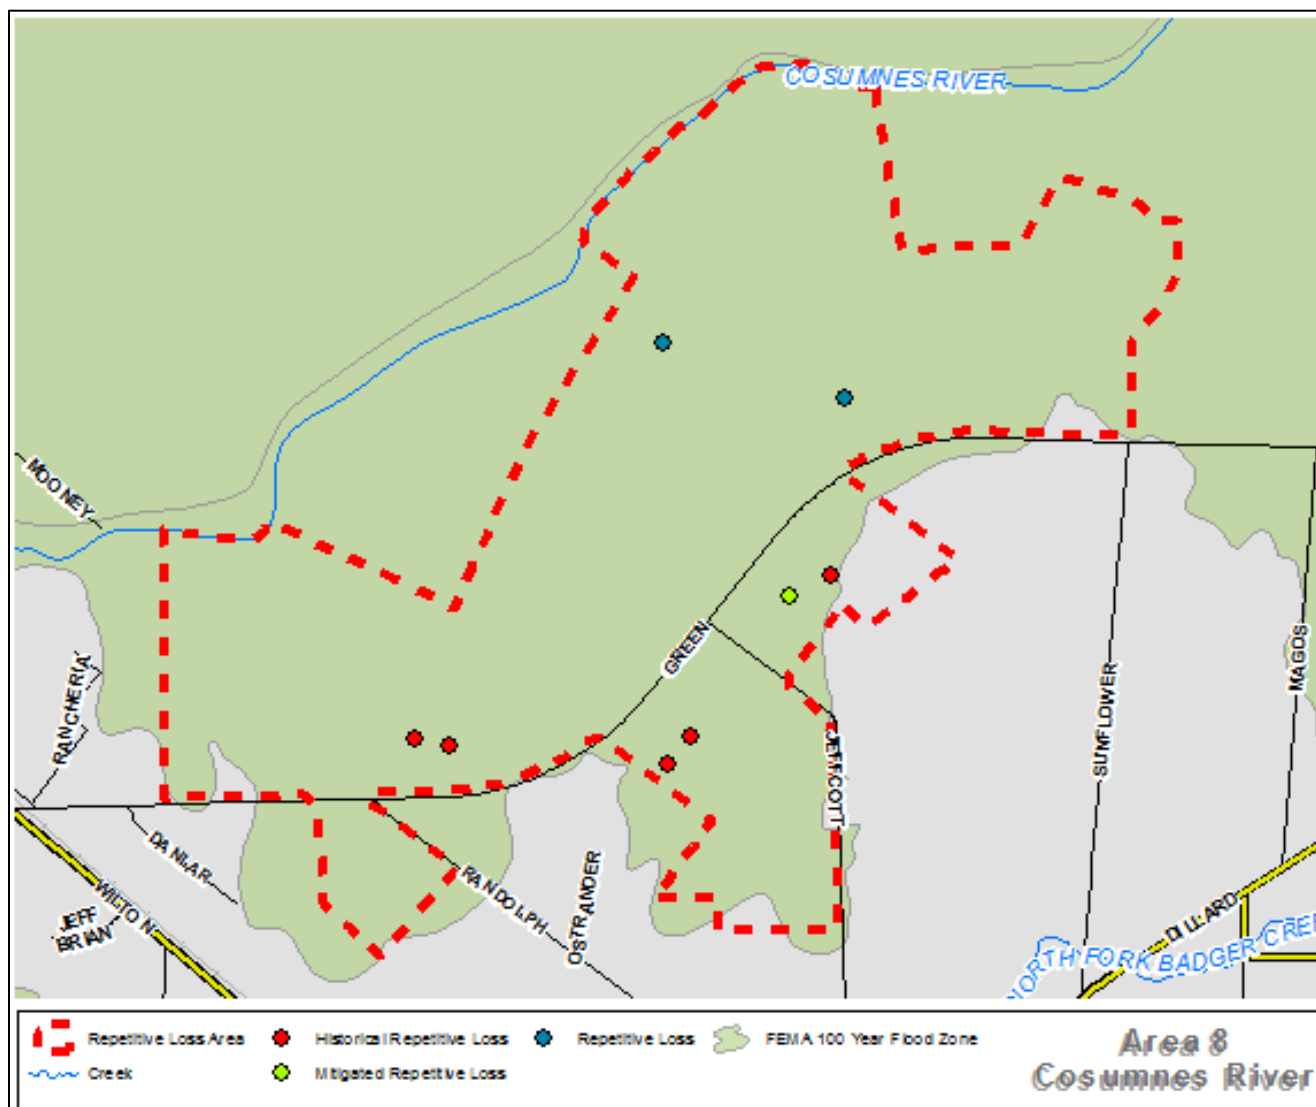 COSUMNES RIVER
MOONEY
GREEN
RANCHERIA
SUNFLOWER
MAGOS
JEFFCOTT
DANLAR
RANDOLPH
OSTRANDER
WILTON
JEFF
BRIAN
DILLARD
NORTH FORK BADGER CREE
Repetitive Loss Area
Historical Repetitive Loss
Repetitive Loss
FEMA 100 Year Flood Zone
Creek
Mitigated Repetitive Loss
Area 8
Cosumnes River